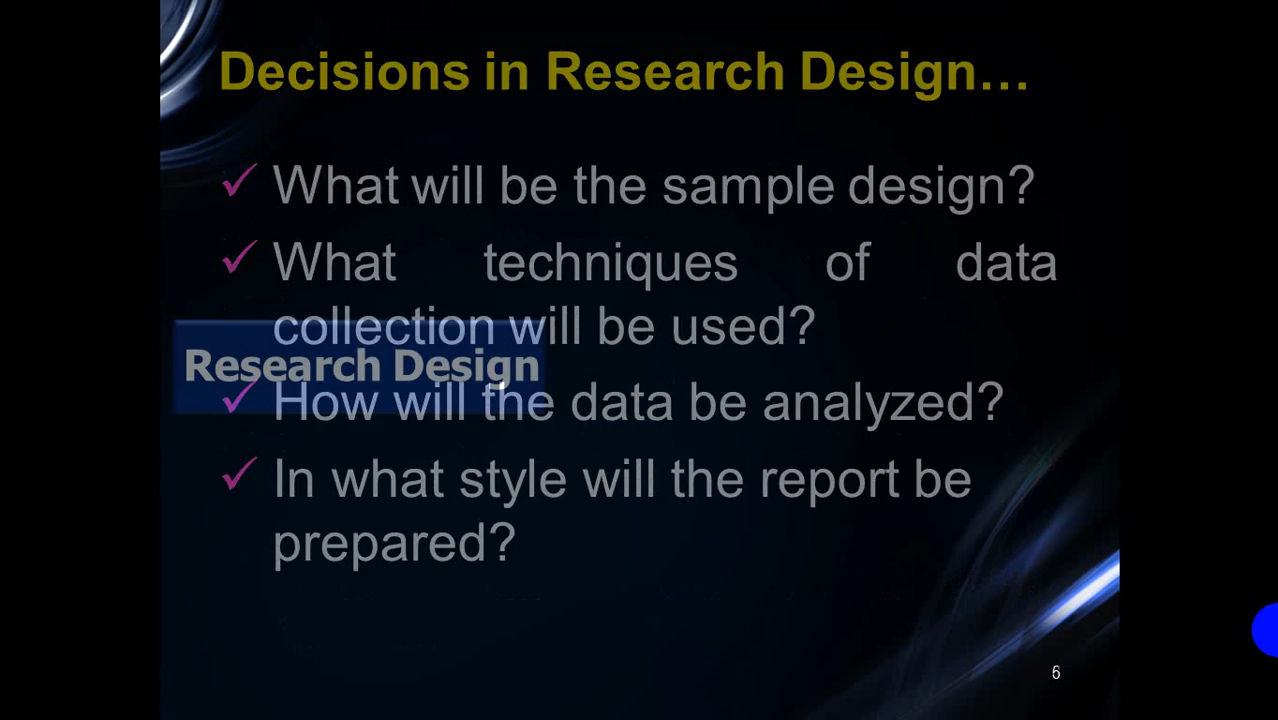 Decisions in Research Design…
✓ What will be the sample design?
✓ What techniques of data
collection will be used?
Research Design
✓ How will the data be analyzed?
✓ In what style will the report be
prepared?
6